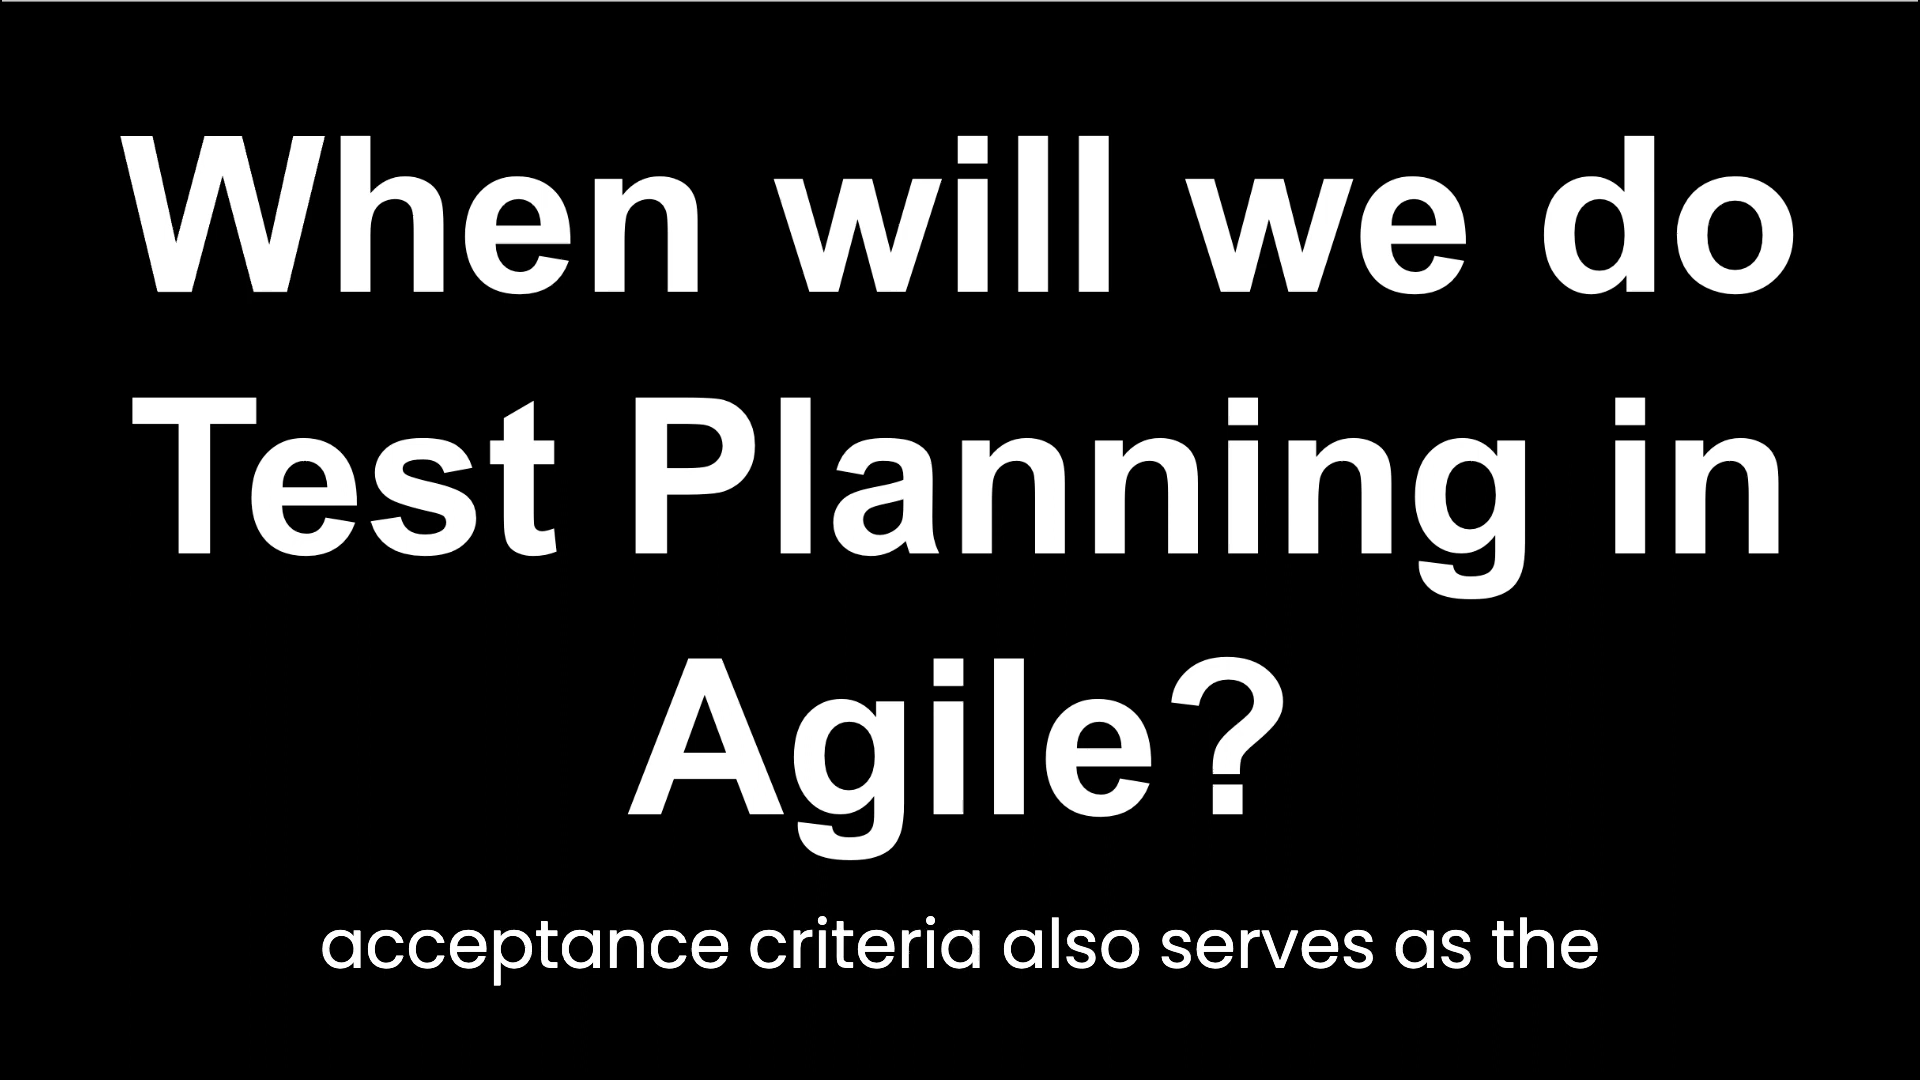 When will we do
Test Planning in
Agile?
acceptance criteria also serves as the